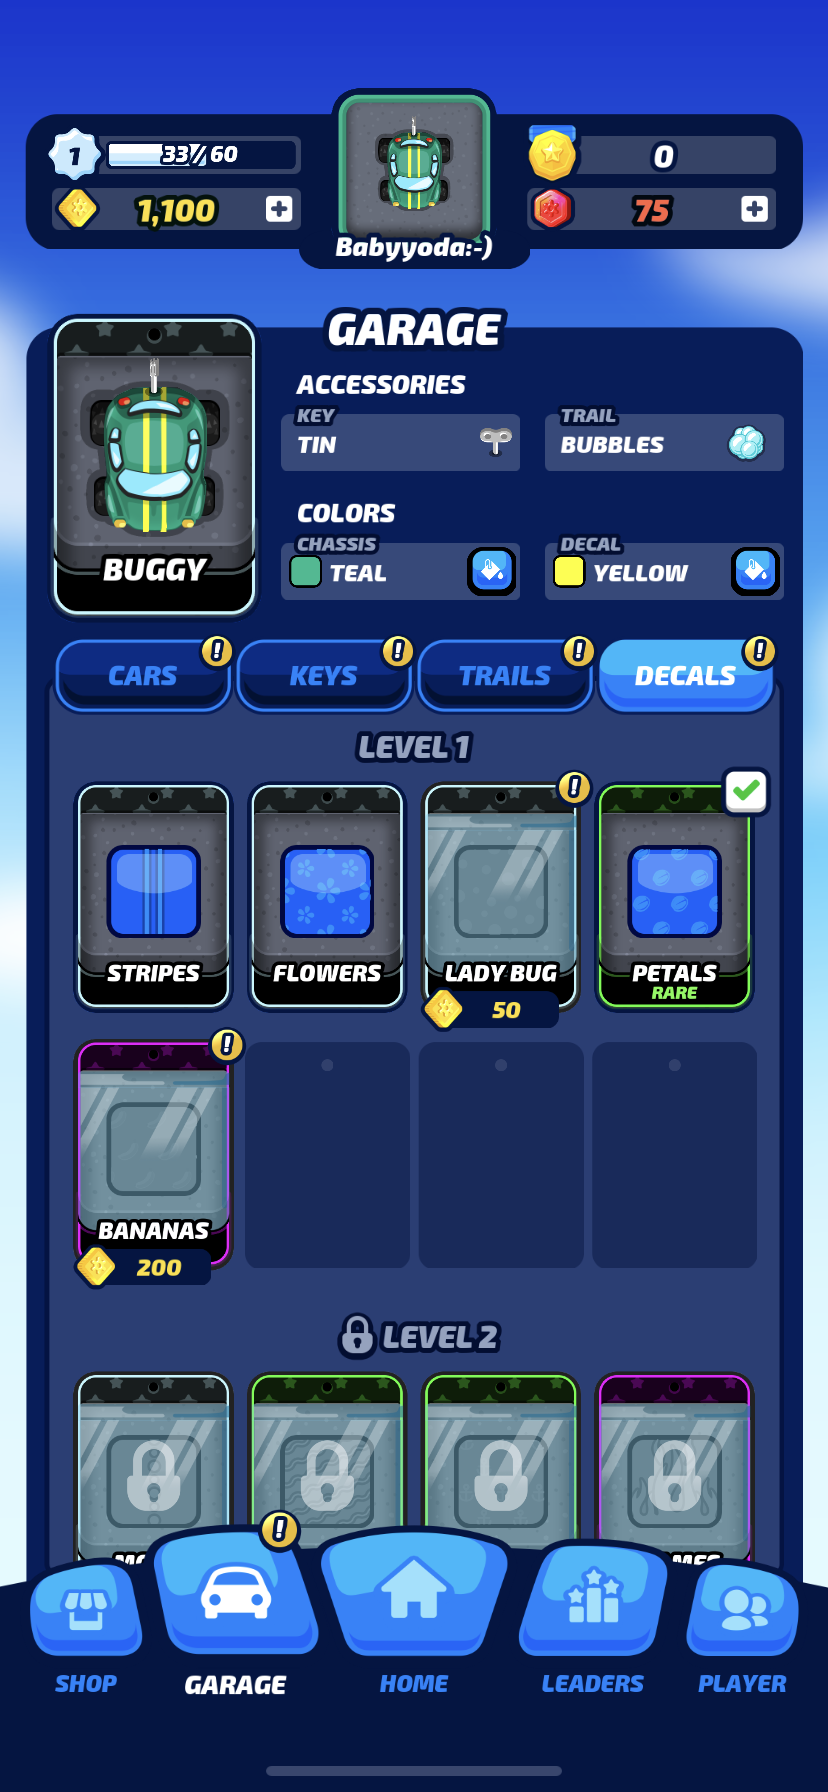 1
33/60
0
1,100
75
Babyyoda:-)
GARAGE
ACCESSORIES
KEY
TRAIL
TIN
BUBBLES
COLORS
CHASSIS
DECAL
TEAL
YELLOW
BUGGY
CARS
KEYS
TRAILS
DECALS
LEVEL 1
STRIPES
FLOWERS
LADY BUG
PETALS
RARE
50
BANANAS
200
LEVEL 2
SHOP
GARAGE
HOME
LEADERS
PLAYER